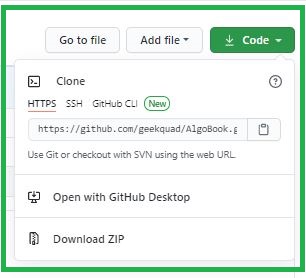 Go to file Add file Code
Clone
HTTPS SSH GitHub CLI New
https://github.com/geekquad/AlgoBook.g
Use Git or checkout with SVN using the web URL.
Open with GitHub Desktop
Download ZIP